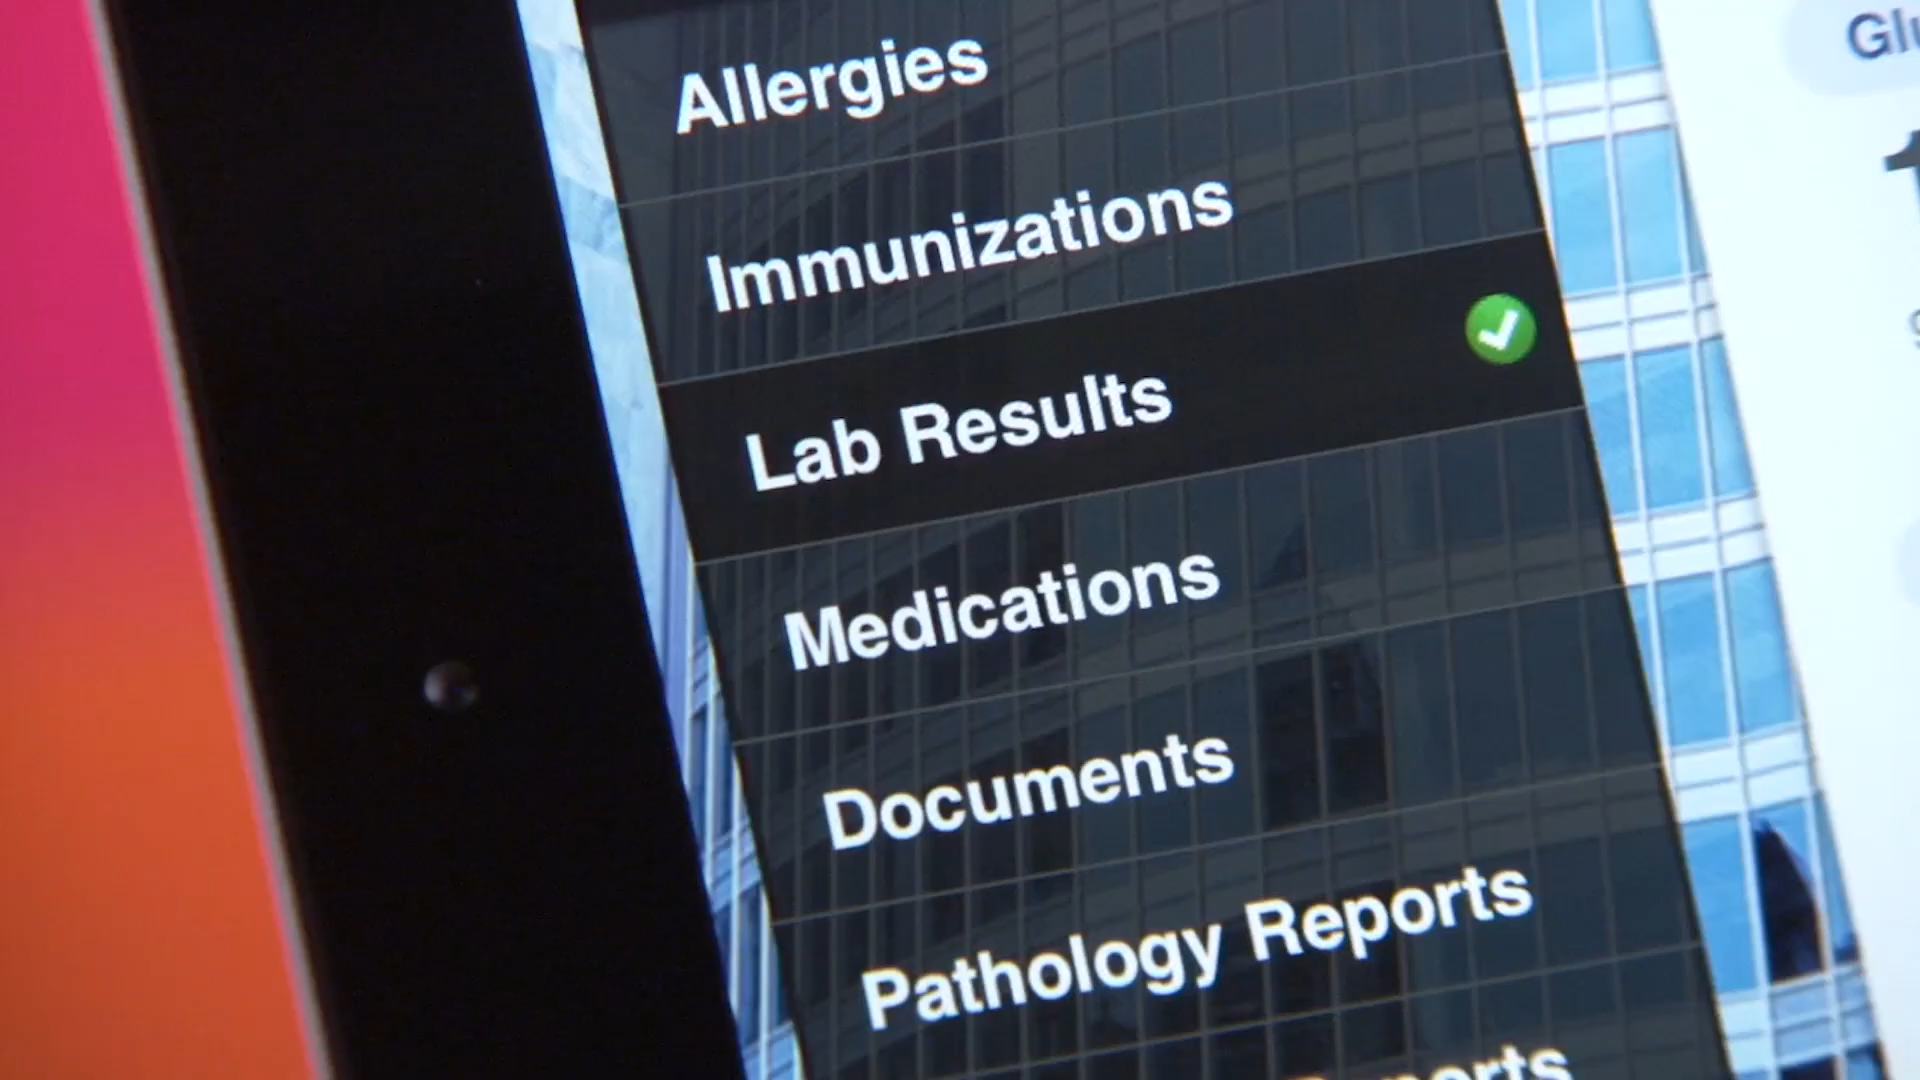 Allergies
Immunizations
Lab Results
Medications
Documents
Pathology Reports